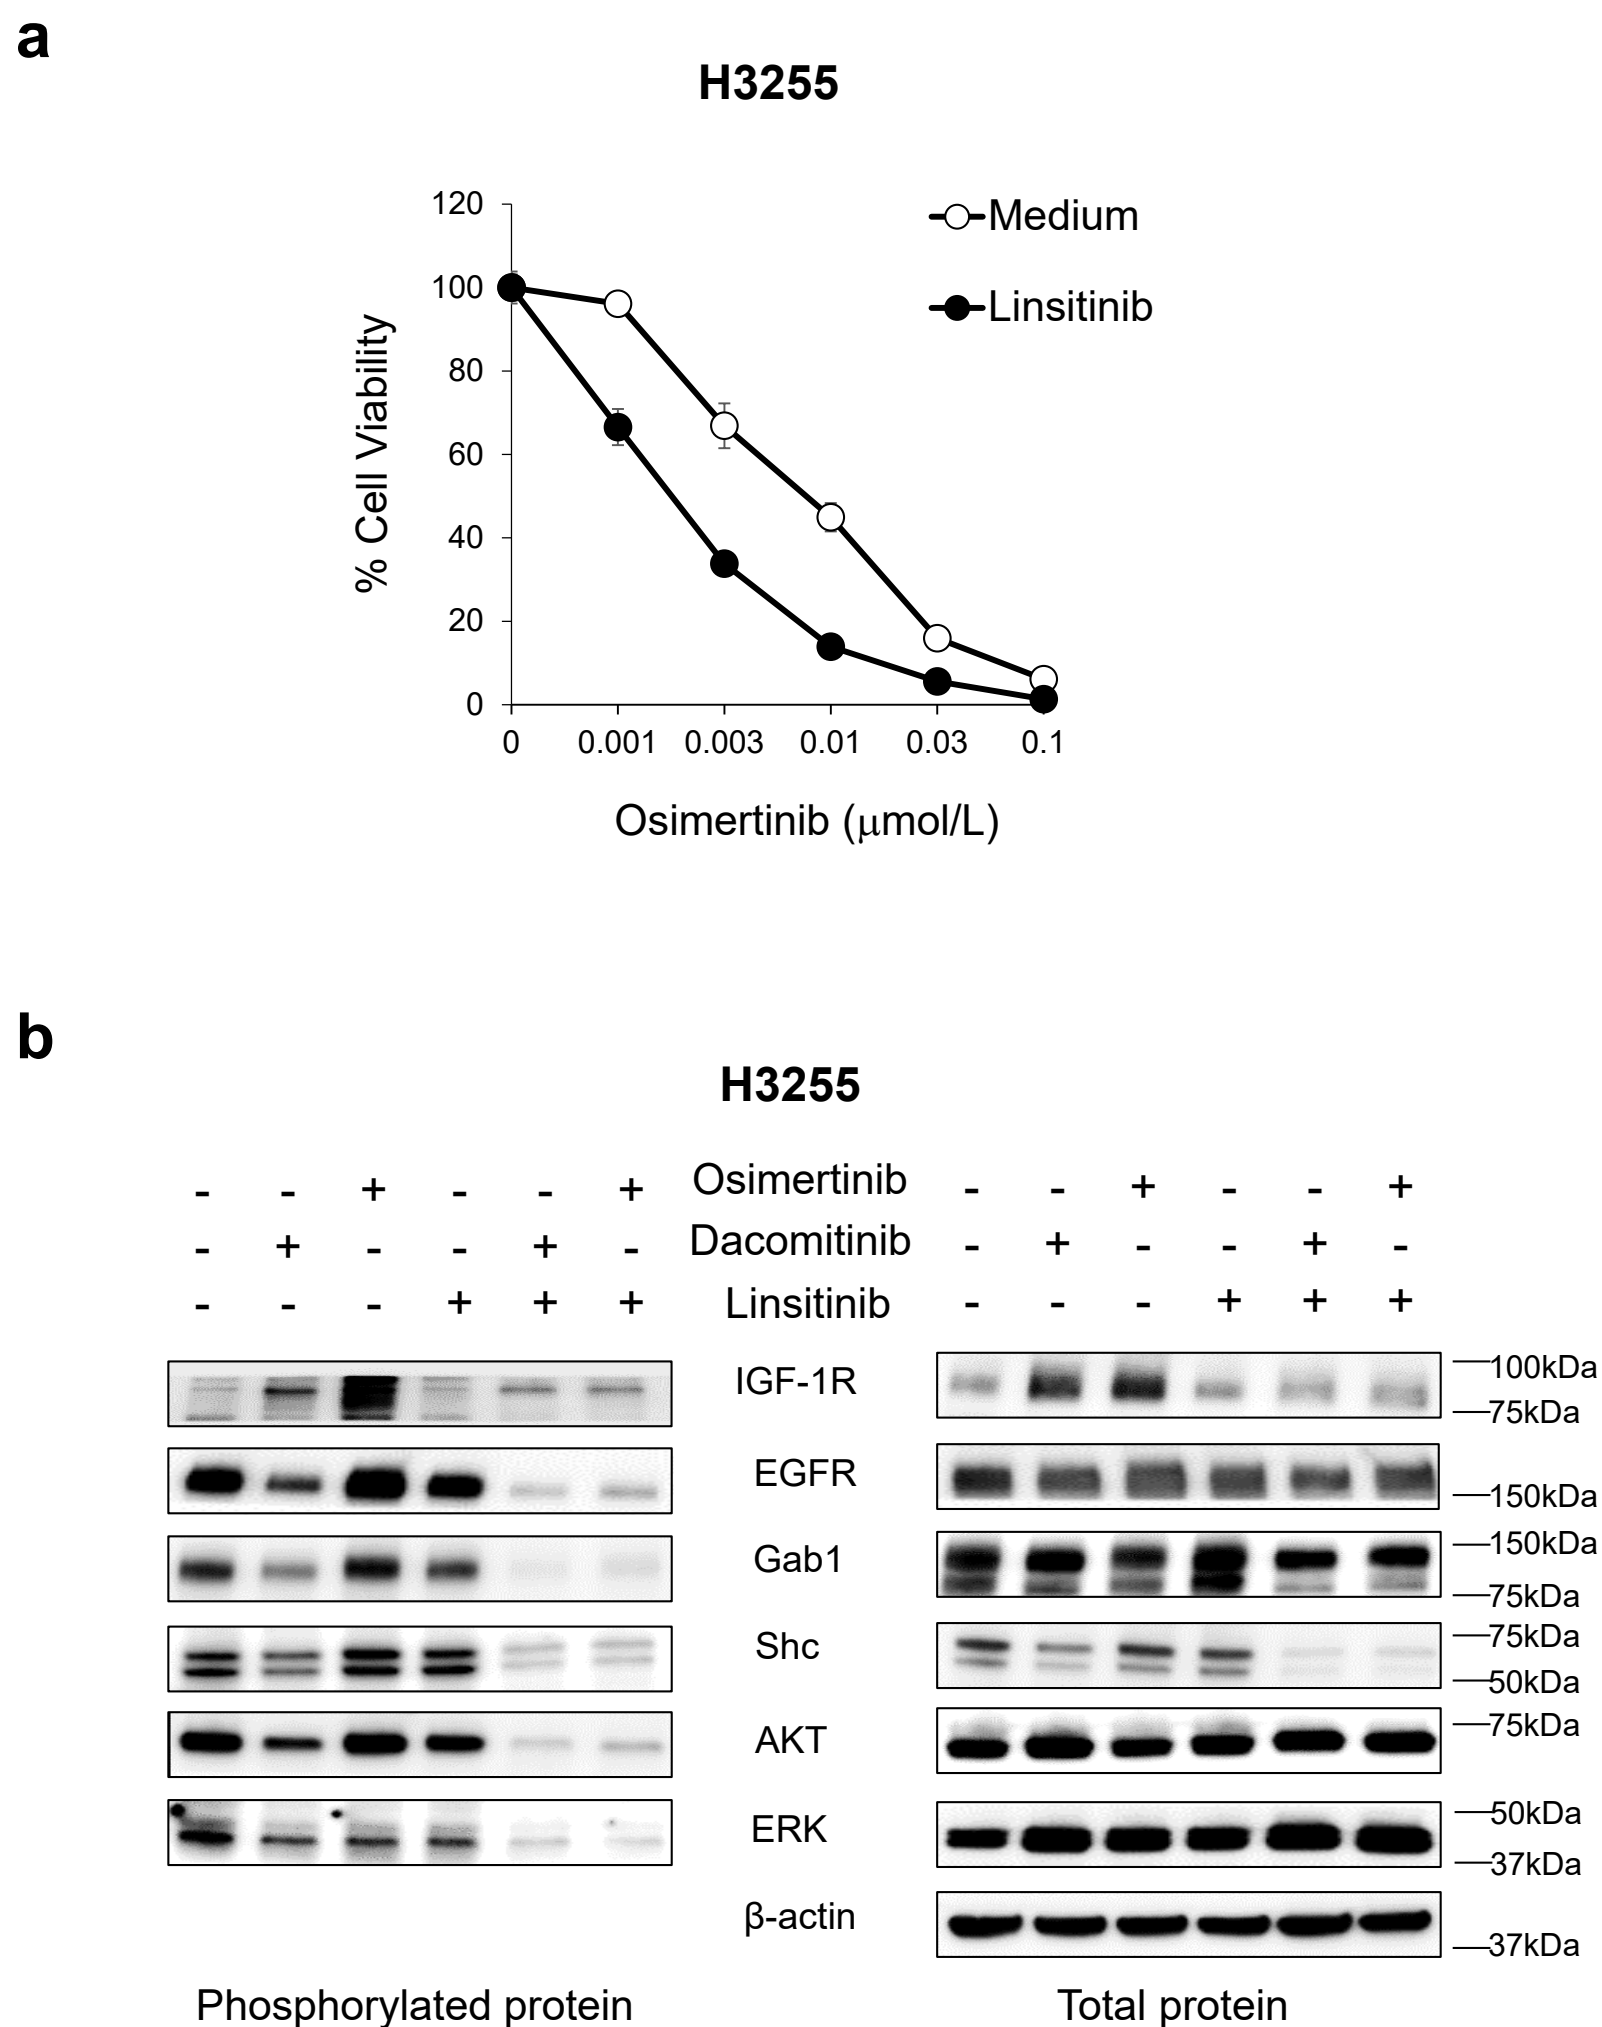 a
H3255
120
100
80
60
40
20
0
% Cell Viability
Medium
Linsitinib
0 0.001 0.003 0.01 0.03 0.1
Osimertinib (μmol/L)
b
H3255
- - + - - + Osimertinib - - + - - +
- + - - + - Dacomitinib - + - - + -
- - - + + + Linsitinib - - - + + +
IGF-1R
100kDa
75kDa
EGFR
150kDa
Gab1
150kDa
75kDa
Shc
75kDa
50kDa
AKT
75kDa
ERK
50kDa
37kDa
β-actin
37kDa
Phosphorylated protein Total protein